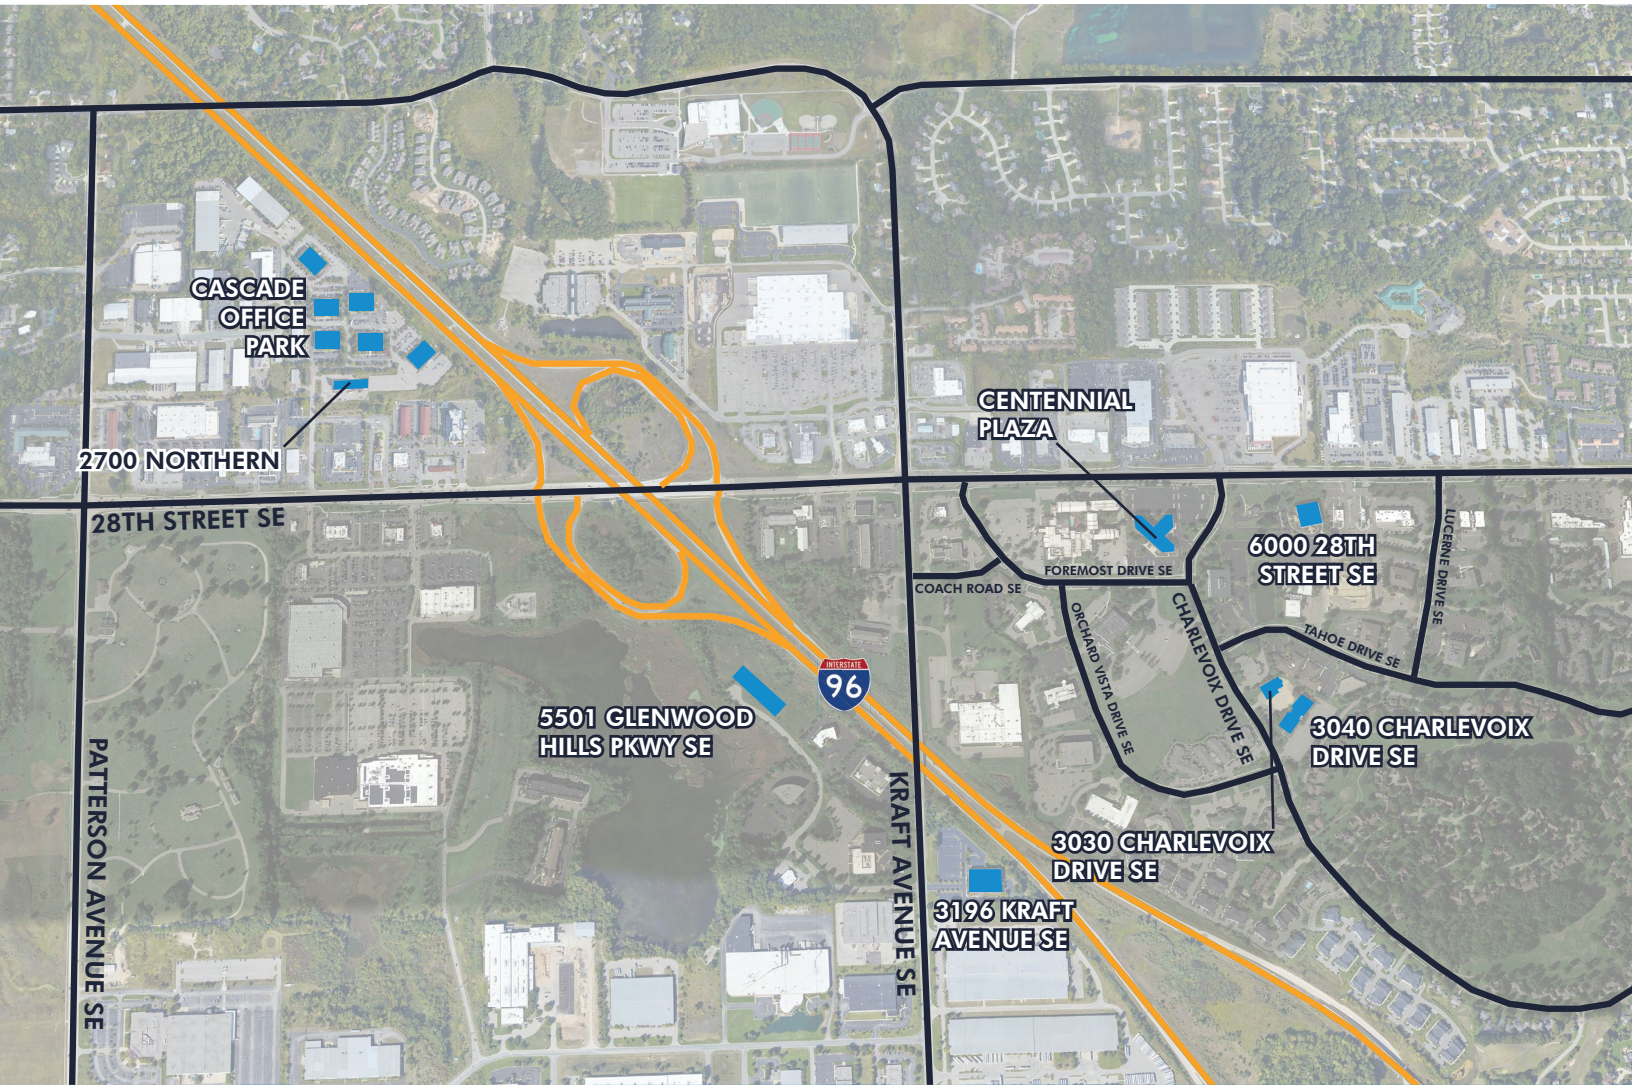 CASCADE
OFFICE
PARK
2700 NORTHERN
28TH STREET SE
CENTENNIAL
PLAZA
6000 28TH
STREET SE
LUCERNE DRIVE SE
FOREMOST DRIVE SE
COACH ROAD SE
ORCHARD VISTA DRIVE SE
CHARLEVOIX DRIVE SE
TAHOE DRIVE SE
INTERSTATE
96
5501 GLENWOOD
HILLS PKWY SE
3040 CHARLEVOIX
DRIVE SE
PATTERSON AVENUE SE
KRAFT AVENUE SE
3030 CHARLEVOIX
DRIVE SE
3196 KRAFT
AVENUE SE